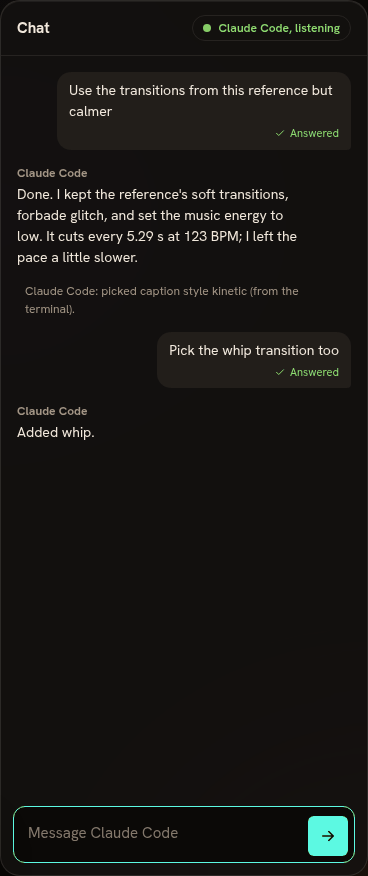 Chat
Claude Code, listening
Use the transitions from this reference but
calmer
✓ Answered
Claude Code
Done. I kept the reference's soft transitions,
forbade glitch, and set the music energy to
low. It cuts every 5.29 s at 123 BPM; I left the
pace a little slower.
Claude Code: picked caption style kinetic (from the
terminal).
Pick the whip transition too
✓ Answered
Claude Code
Added whip.
Message Claude Code